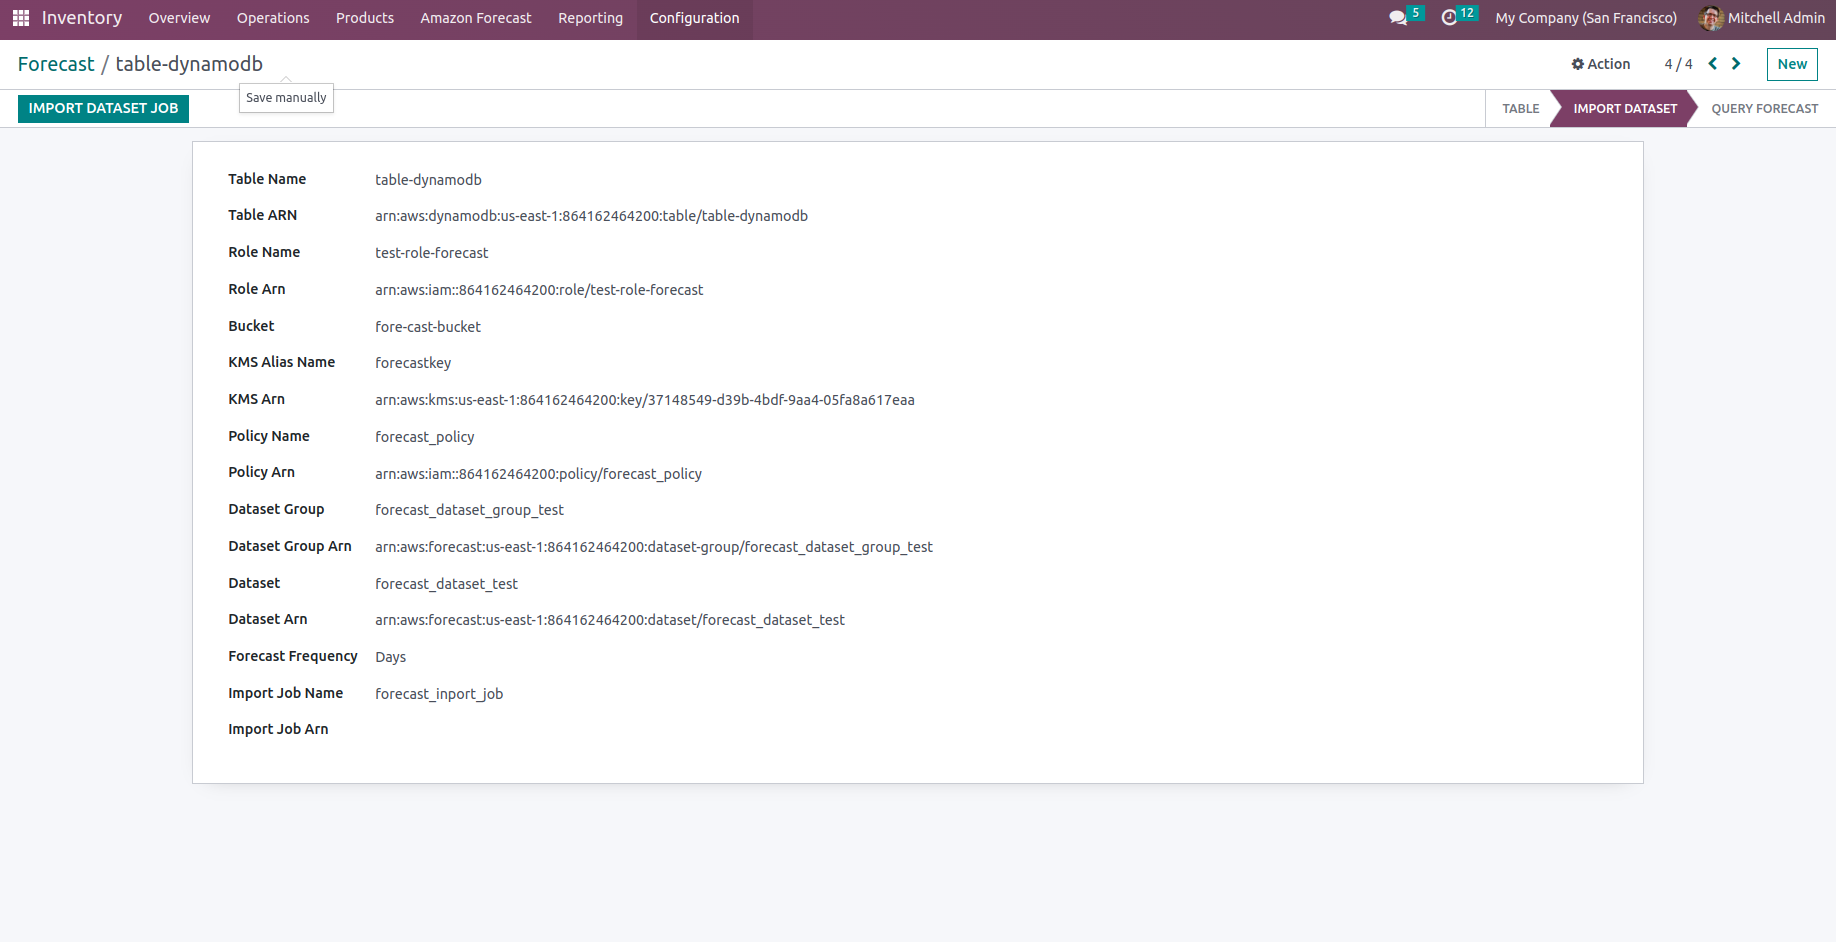 Inventory Overview Operations Products Amazon Forecast Reporting Configuration 5 12 My Company (San Francisco) Mitchell Admin
Forecast / table-dynamodb Action 4 / 4 New
Save manually
IMPORT DATASET JOB TABLE IMPORT DATASET QUERY FORECAST
Table Name table-dynamodb
Table ARN arn:aws:dynamodb:us-east-1:864162464200:table/table-dynamodb
Role Name test-role-forecast
Role Arn arn:aws:iam::864162464200:role/test-role-forecast
Bucket fore-cast-bucket
KMS Alias Name forecastkey
KMS Arn arn:aws:kms:us-east-1:864162464200:key/37148549-d39b-4bdf-9aa4-05fa8a617eaa
Policy Name forecast_policy
Policy Arn arn:aws:iam::864162464200:policy/forecast_policy
Dataset Group forecast_dataset_group_test
Dataset Group Arn arn:aws:forecast:us-east-1:864162464200:dataset-group/forecast_dataset_group_test
Dataset forecast_dataset_test
Dataset Arn arn:aws:forecast:us-east-1:864162464200:dataset/forecast_dataset_test
Forecast Frequency Days
Import Job Name forecast_inport_job
Import Job Arn